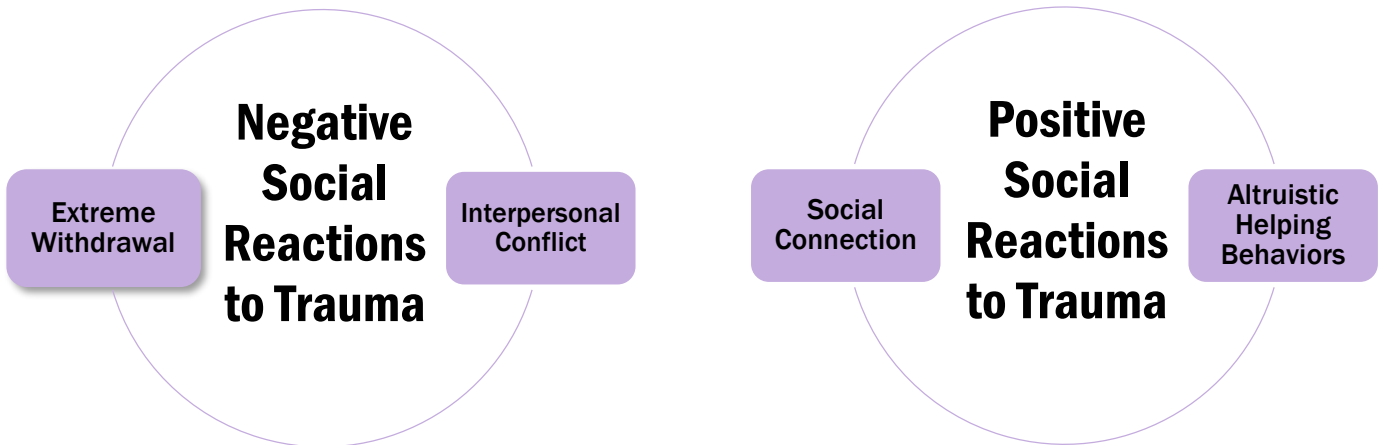 Negative
Social
Reactions
to Trauma
Extreme
Withdrawal
Interpersonal
Conflict
Positive
Social
Reactions
to Trauma
Social
Connection
Altruistic
Helping
Behaviors